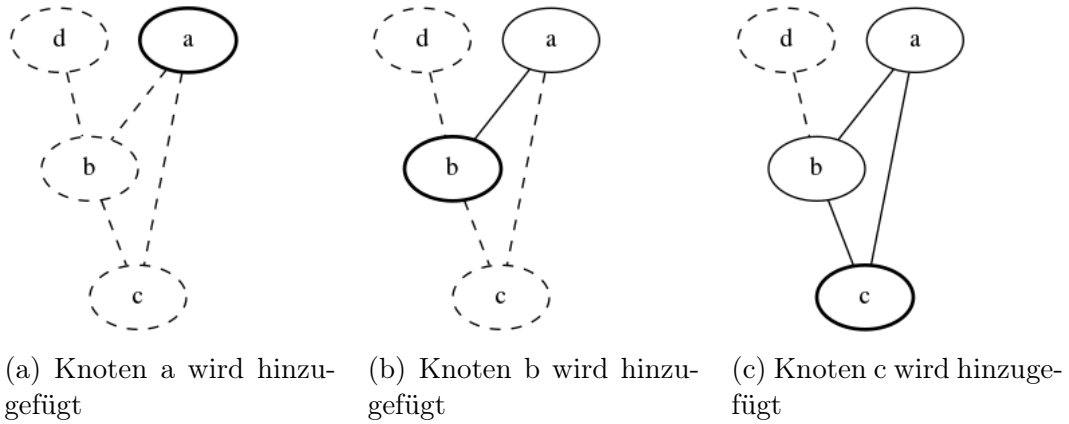 d a
b
c
d a
b
c
d a
b
c
(a) Knoten a wird hinzu-
gefügt
(b) Knoten b wird hinzu-
gefügt
(c) Knoten c wird hinzuge-
fügt